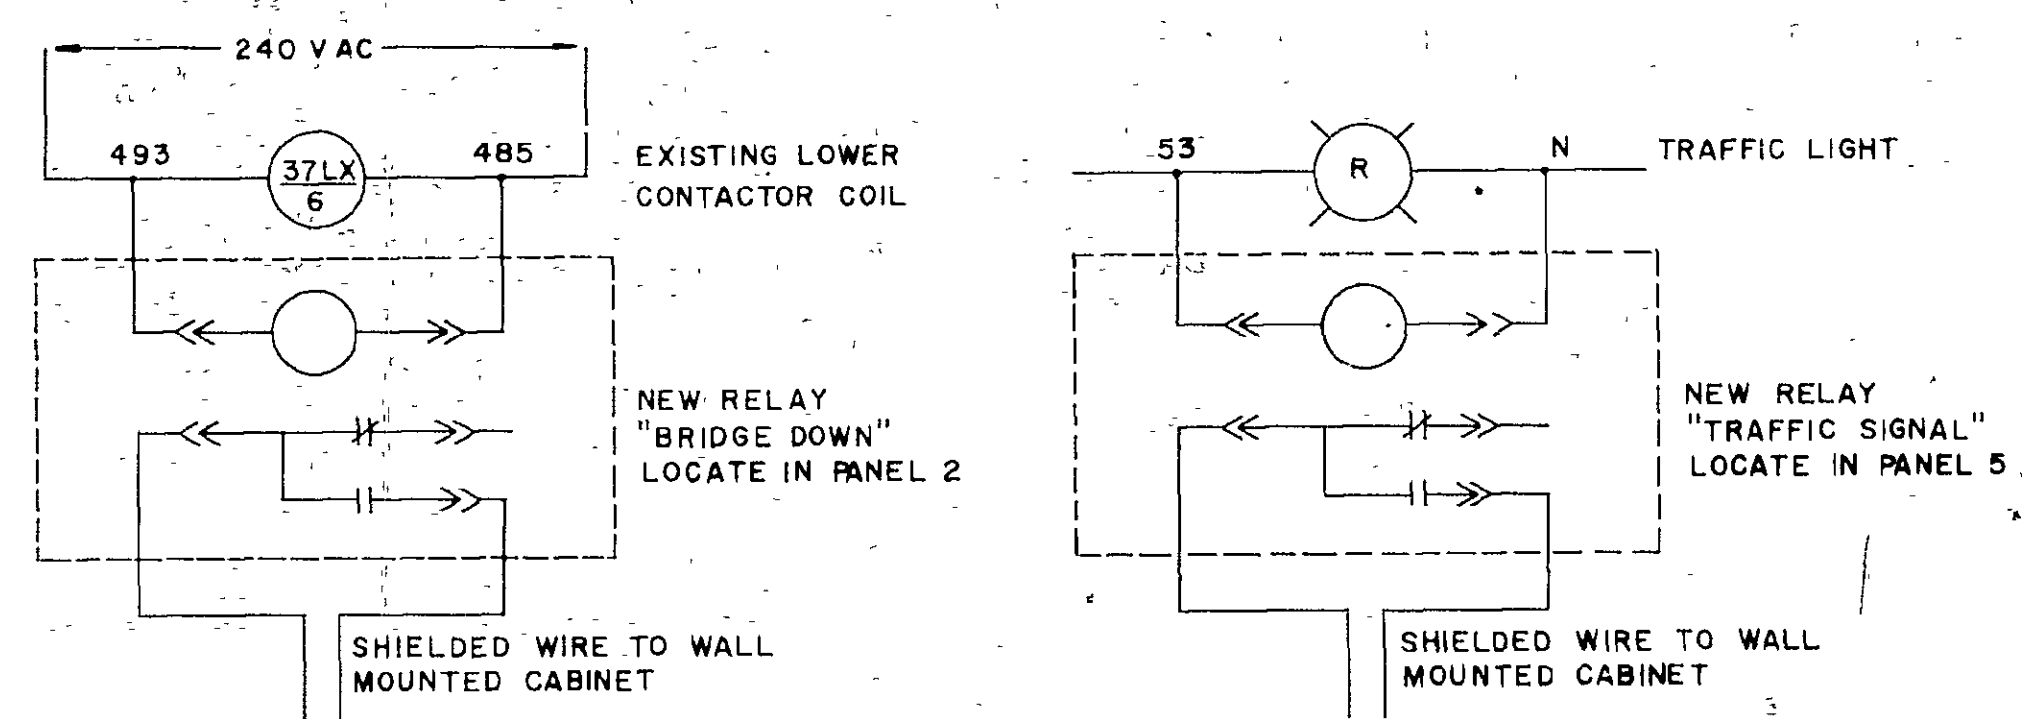 240 VAC
493
37LX
6
485
EXISTING LOWER
CONTACTOR COIL
NEW RELAY
"BRIDGE DOWN"
LOCATE IN PANEL 2
SHIELDED WIRE TO WALL
MOUNTED CABINET
53
R
N
TRAFFIC LIGHT
NEW RELAY
"TRAFFIC SIGNAL"
LOCATE IN PANEL 5
SHIELDED WIRE TO WALL
MOUNTED CABINET